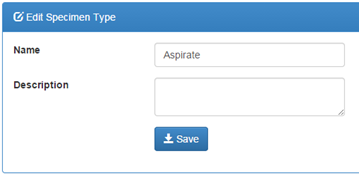 Edit Specimen Type
Name
Aspirate
Description
Save